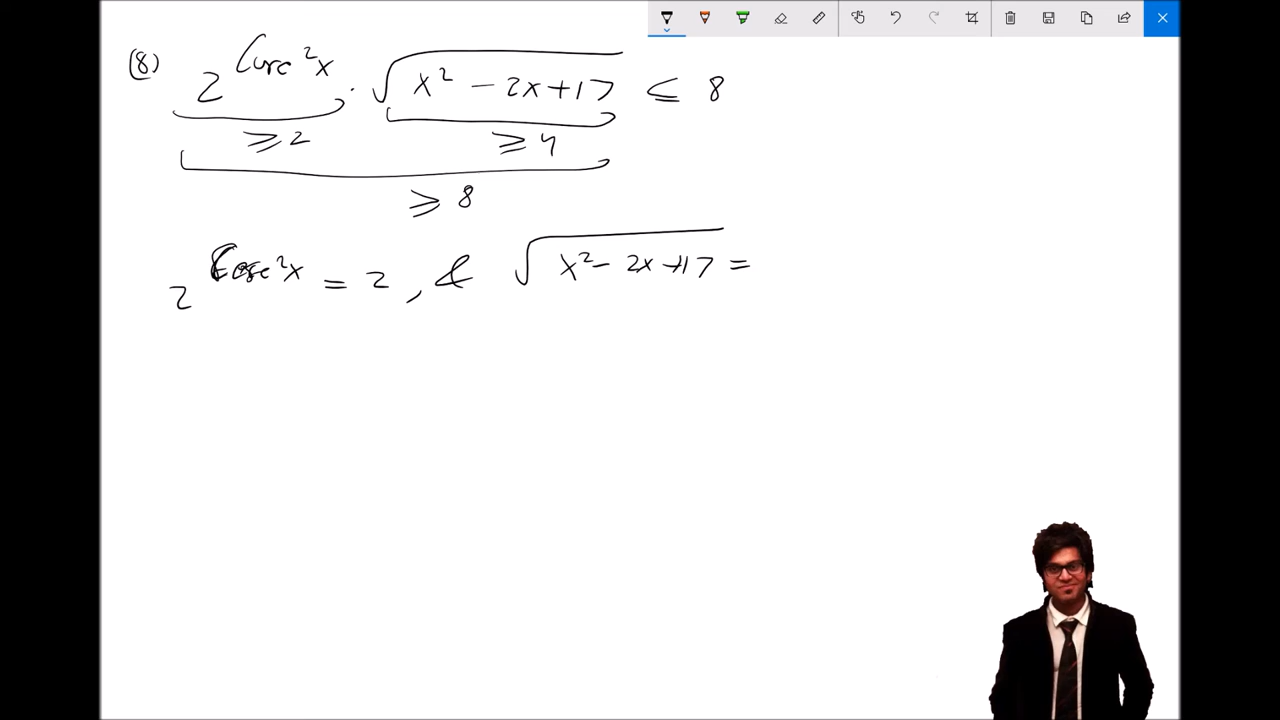 (8) 2^{Cosec²x} · √(x² − 2x + 17) ≤ 8
≥ 2 ≥ 4
≥ 8
2^{Cosec²x} = 2 , & √(x² − 2x + 17) =